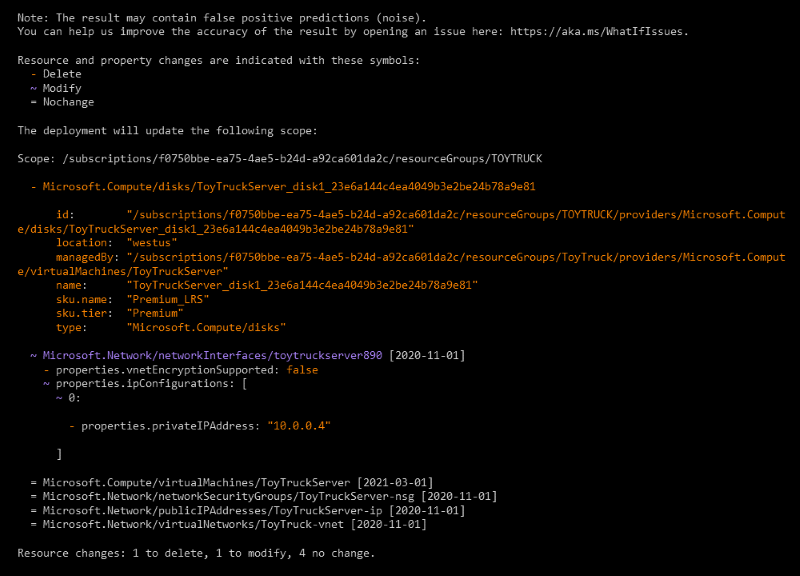 Note: The result may contain false positive predictions (noise).
You can help us improve the accuracy of the result by opening an issue here: https://aka.ms/WhatIfIssues.
Resource and property changes are indicated with these symbols:
- Delete
~ Modify
= Nochange
The deployment will update the following scope:
Scope: /subscriptions/f0750bbe-ea75-4ae5-b24d-a92ca601da2c/resourceGroups/TOYTRUCK
- Microsoft.Compute/disks/ToyTruckServer_disk1_23e6a144c4ea4049b3e2be24b78a9e81
id: "/subscriptions/f0750bbe-ea75-4ae5-b24d-a92ca601da2c/resourceGroups/TOYTRUCK/providers/Microsoft.Comput
e/disks/ToyTruckServer_disk1_23e6a144c4ea4049b3e2be24b78a9e81"
location: "westus"
managedBy: "/subscriptions/f0750bbe-ea75-4ae5-b24d-a92ca601da2c/resourceGroups/ToyTruck/providers/Microsoft.Comput
e/virtualMachines/ToyTruckServer"
name: "ToyTruckServer_disk1_23e6a144c4ea4049b3e2be24b78a9e81"
sku.name: "Premium_LRS"
sku.tier: "Premium"
type: "Microsoft.Compute/disks"
~ Microsoft.Network/networkInterfaces/toytruckserver890 [2020-11-01]
- properties.vnetEncryptionSupported: false
~ properties.ipConfigurations: [
~ 0:
- properties.privateIPAddress: "10.0.0.4"
]
= Microsoft.Compute/virtualMachines/ToyTruckServer [2021-03-01]
= Microsoft.Network/networkSecurityGroups/ToyTruckServer-nsg [2020-11-01]
= Microsoft.Network/publicIPAddresses/ToyTruckServer-ip [2020-11-01]
= Microsoft.Network/virtualNetworks/ToyTruck-vnet [2020-11-01]
Resource changes: 1 to delete, 1 to modify, 4 no change.